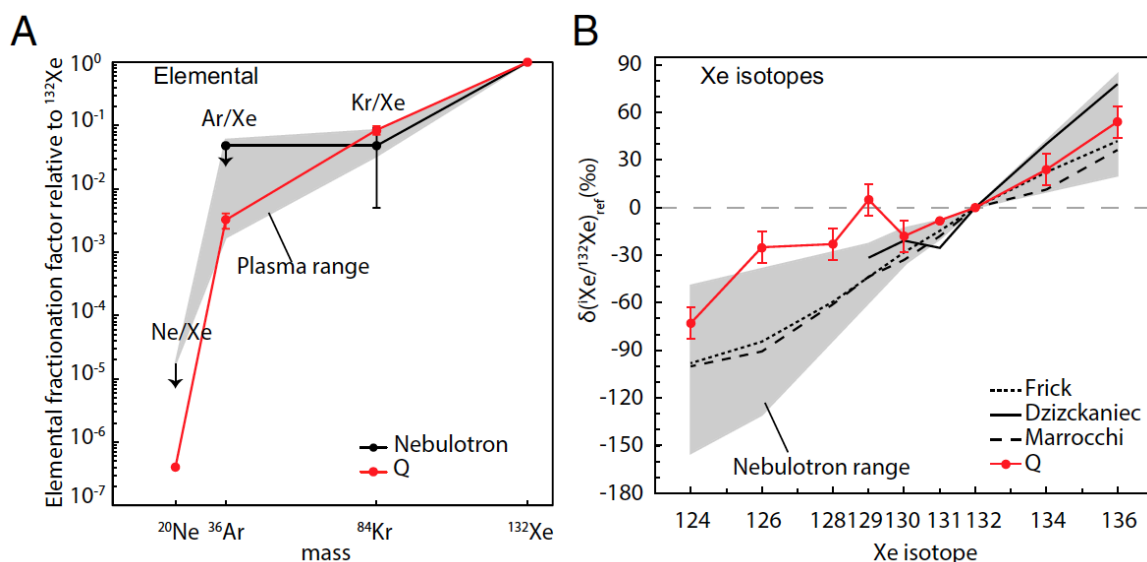 A
Elemental fractionation factor relative to ¹³²Xe
10⁰
10⁻¹
10⁻²
10⁻³
10⁻⁴
10⁻⁵
10⁻⁶
10⁻⁷
Elemental
Ar/Xe
Kr/Xe
Plasma range
Ne/Xe
Nebulotron
Q
²⁰Ne ³⁶Ar ⁸⁴Kr ¹³²Xe
mass
B
δ(ⁱXe/¹³²Xe)ref (‰)
90
60
30
0
-30
-60
-90
-120
-150
-180
Xe isotopes
Frick
Dzizckaniec
Marrocchi
Q
Nebulotron range
124 126 128 129 130 131 132 134 136
Xe isotope